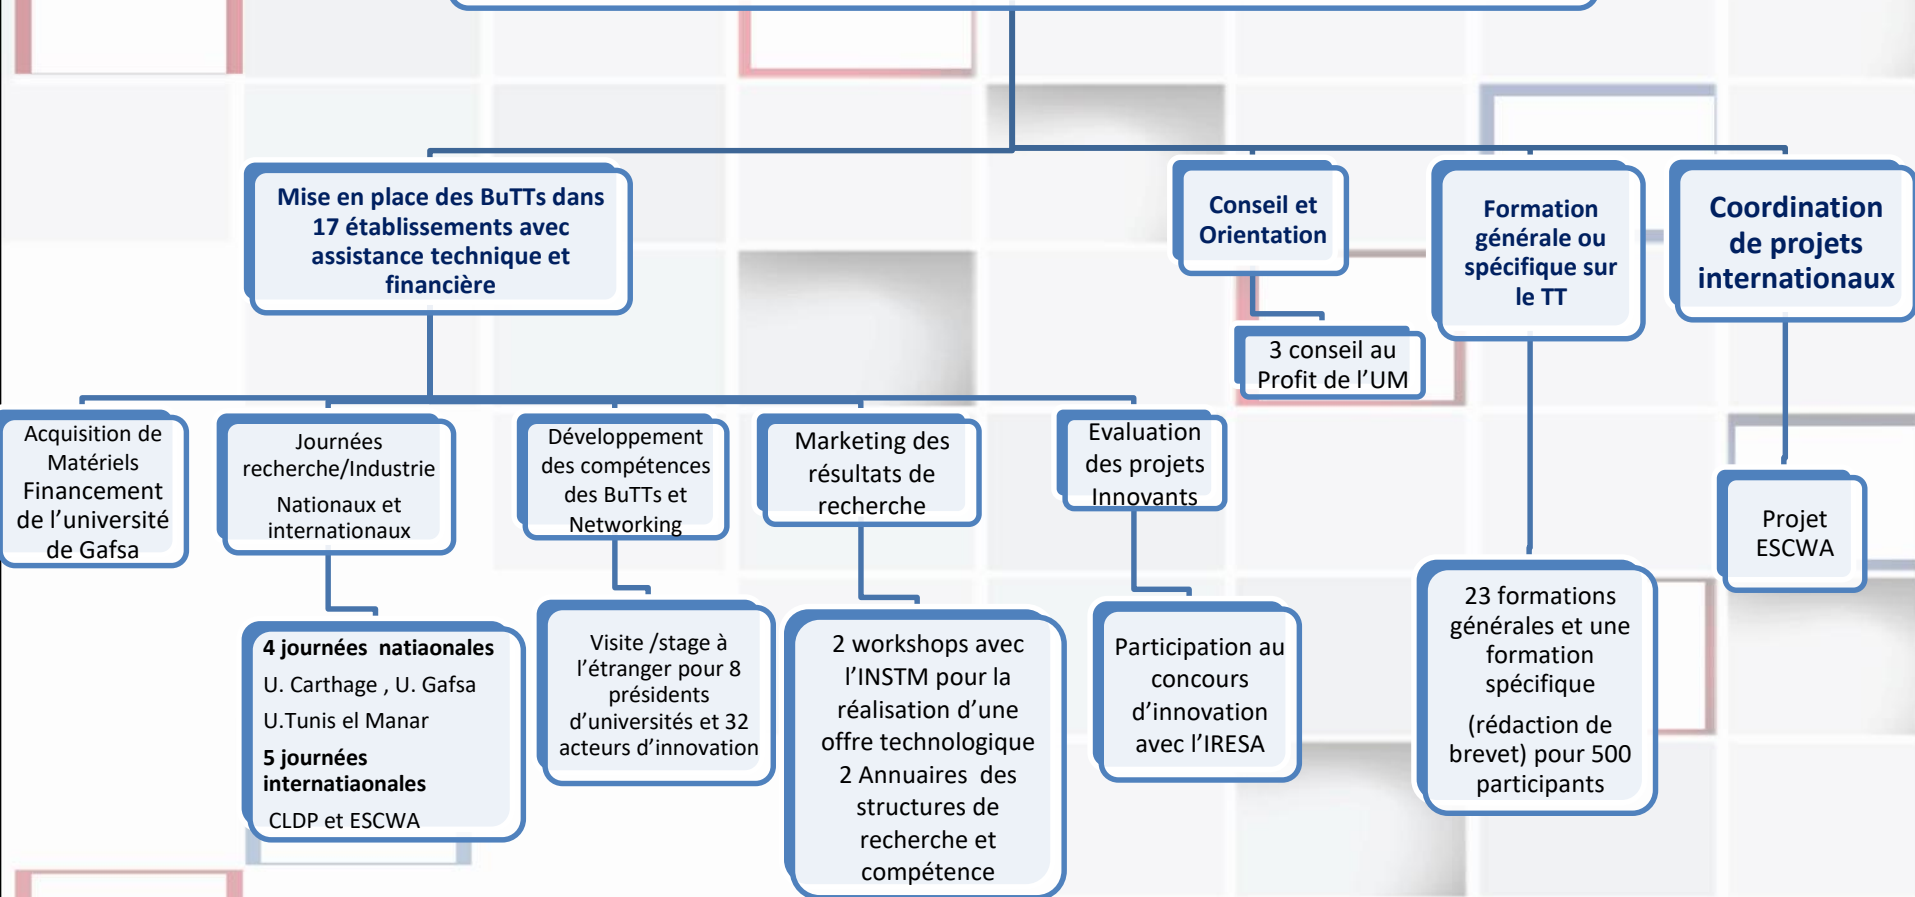 Mise en place des BuTTs dans
17 établissements avec
assistance technique et
financière
Conseil et
Orientation
Formation
générale ou
spécifique sur
le TT
Coordination
de projets
internationaux
3 conseil au
Profit de l’UM
Acquisition de
Matériels
Financement
de l’université
de Gafsa
Journées
recherche/Industrie
Nationaux et
internationaux
Développement
des compétences
des BuTTs et
Networking
Marketing des
résultats de
recherche
Evaluation
des projets
Innovants
Projet
ESCWA
4 journées natiaonales
U. Carthage , U. Gafsa
U.Tunis el Manar
5 journées
internatiaonales
CLDP et ESCWA
Visite /stage à
l’étranger pour 8
présidents
d’universités et 32
acteurs d’innovation
2 workshops avec
l’INSTM pour la
réalisation d’une
offre technologique
2 Annuaires des
structures de
recherche et
compétence
Participation au
concours
d’innovation
avec l’IRESA
23 formations
générales et une
formation
spécifique
(rédaction de
brevet) pour 500
participants